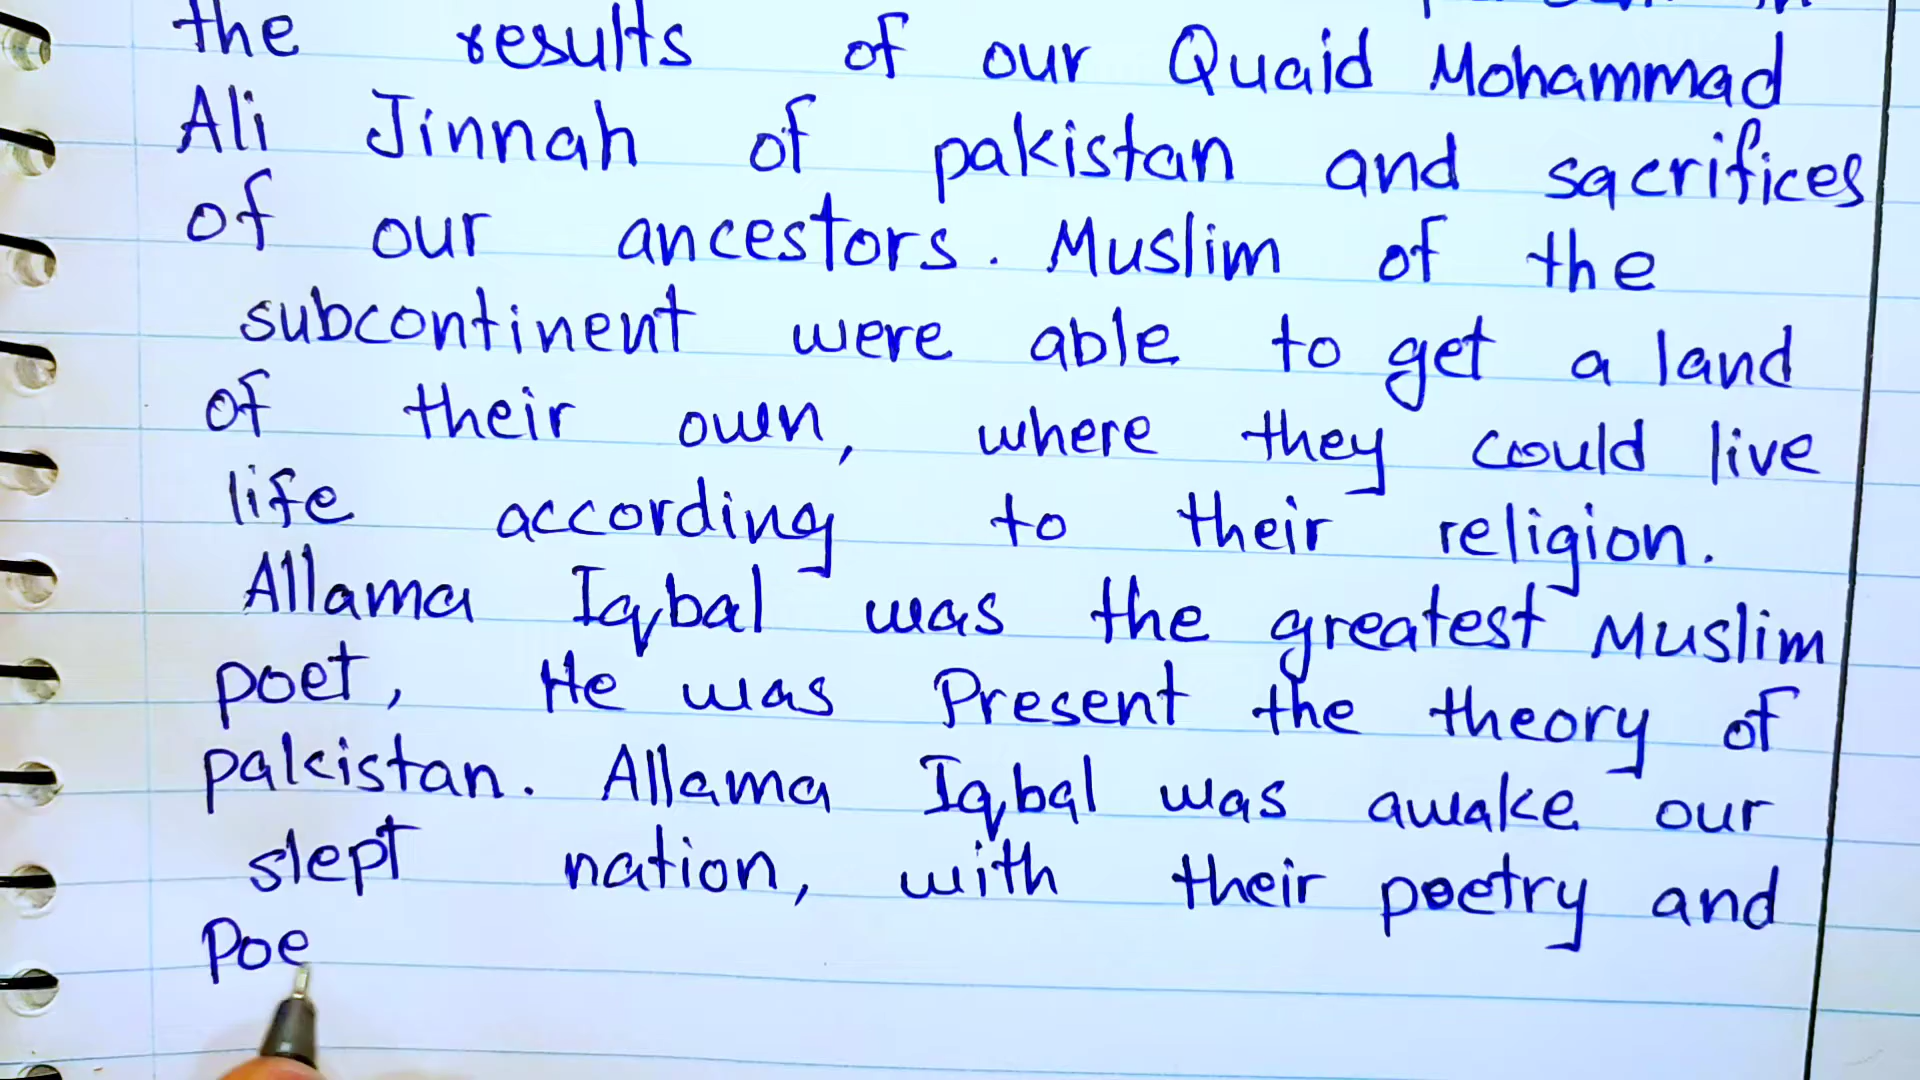 the results of our Quaid Mohammad
Ali Jinnah of pakistan and sacrifices
of our ancestors. Muslim of the
subcontinent were able to get a land
of their own, where they could live
life according to their religion.
Allama Iqbal was the greatest Muslim
poet, He was Present the theory of
pakistan. Allama Iqbal was awake our
slept nation, with their poetry and
Poe